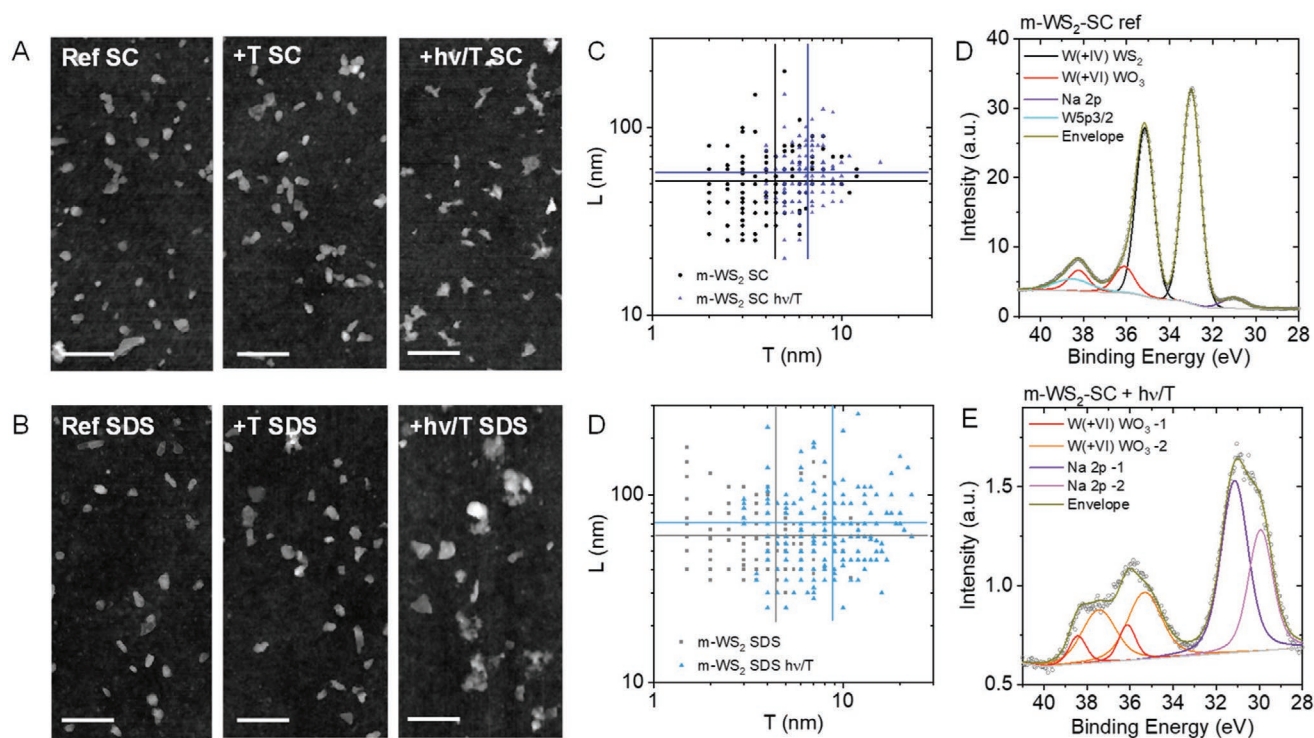 A
Ref SC
+T SC
+hv/T SC
C
L (nm)
100
10
1
10
T (nm)
m-WS₂ SC
m-WS₂ SC hv/T
D
m-WS₂-SC ref
W(+IV) WS₂
W(+VI) WO₃
Na 2p
W5p3/2
Envelope
Intensity (a.u.)
40
30
20
10
0
40 38 36 34 32 30 28
Binding Energy (eV)
B
Ref SDS
+T SDS
+hv/T SDS
D
L (nm)
100
10
1
10
T (nm)
m-WS₂ SDS
m-WS₂ SDS hv/T
E
m-WS₂-SC + hν/T
W(+VI) WO₃ -1
W(+VI) WO₃ -2
Na 2p -1
Na 2p -2
Envelope
Intensity (a.u.)
1.5
1.0
0.5
40 38 36 34 32 30 28
Binding Energy (eV)